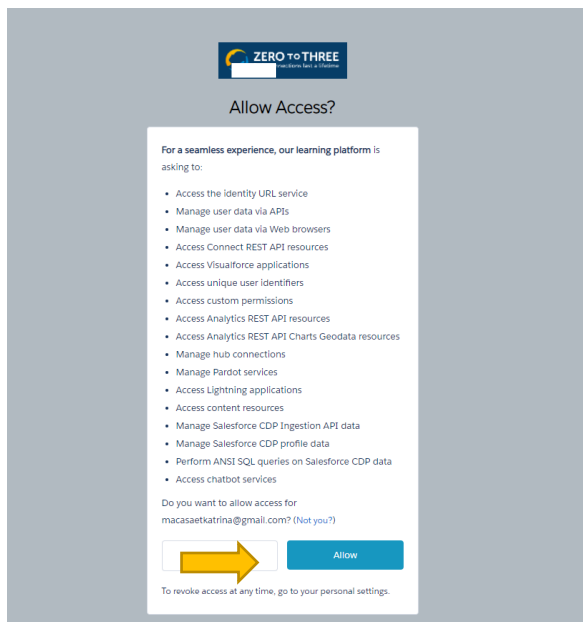 ZERO TO THREE
nections last a lifetime
Allow Access?
For a seamless experience, our learning platform is
asking to:
• Access the identity URL service
• Manage user data via APIs
• Manage user data via Web browsers
• Access Connect REST API resources
• Access Visualforce applications
• Access unique user identifiers
• Access custom permissions
• Access Analytics REST API resources
• Access Analytics REST API Charts Geodata resources
• Manage hub connections
• Manage Pardot services
• Access Lightning applications
• Access content resources
• Manage Salesforce CDP Ingestion API data
• Manage Salesforce CDP profile data
• Perform ANSI SQL queries on Salesforce CDP data
• Access chatbot services
Do you want to allow access for
macasaetkatrina@gmail.com? (Not you?)
Allow
To revoke access at any time, go to your personal settings.